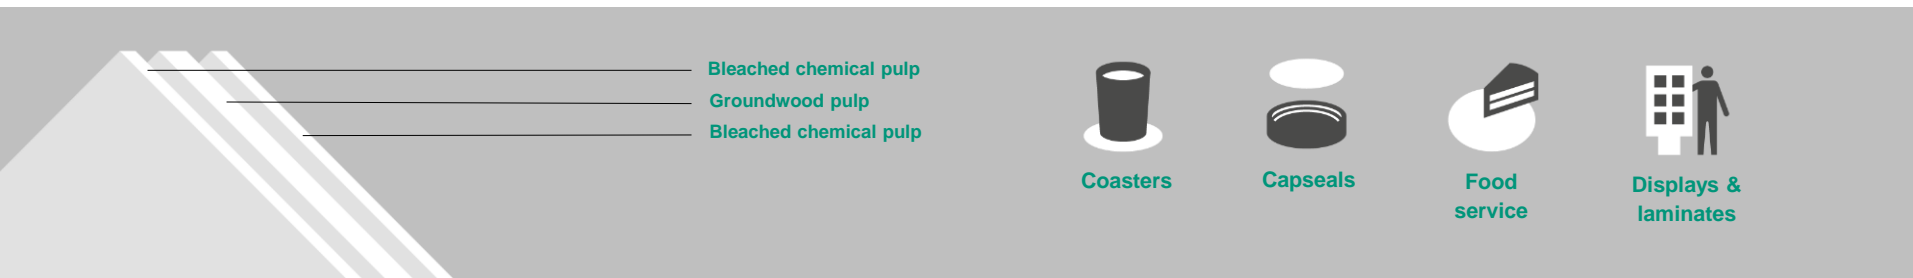 Bleached chemical pulp
Groundwood pulp
Bleached chemical pulp
Coasters
Capseals
Food
service
Displays &
laminates